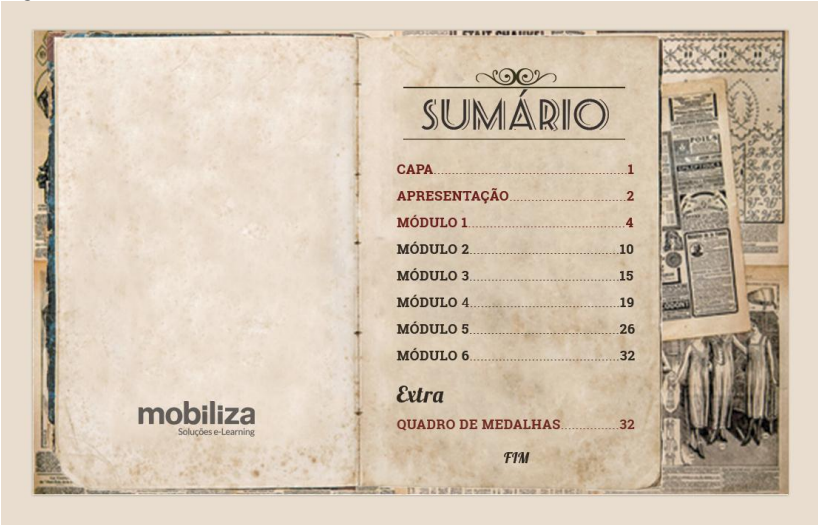 SUMÁRIO
CAPA 1
APRESENTAÇÃO 2
MÓDULO 1 4
MÓDULO 2 10
MÓDULO 3 15
MÓDULO 4 19
MÓDULO 5 26
MÓDULO 6 32
Extra
QUADRO DE MEDALHAS 32
FIM
mobiliza
Soluções e-Learning